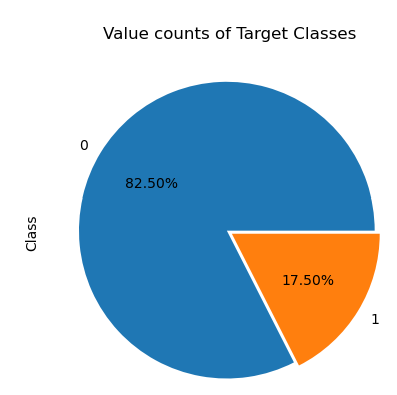 Value counts of Target Classes
0
82.50%
Class
17.50%
1